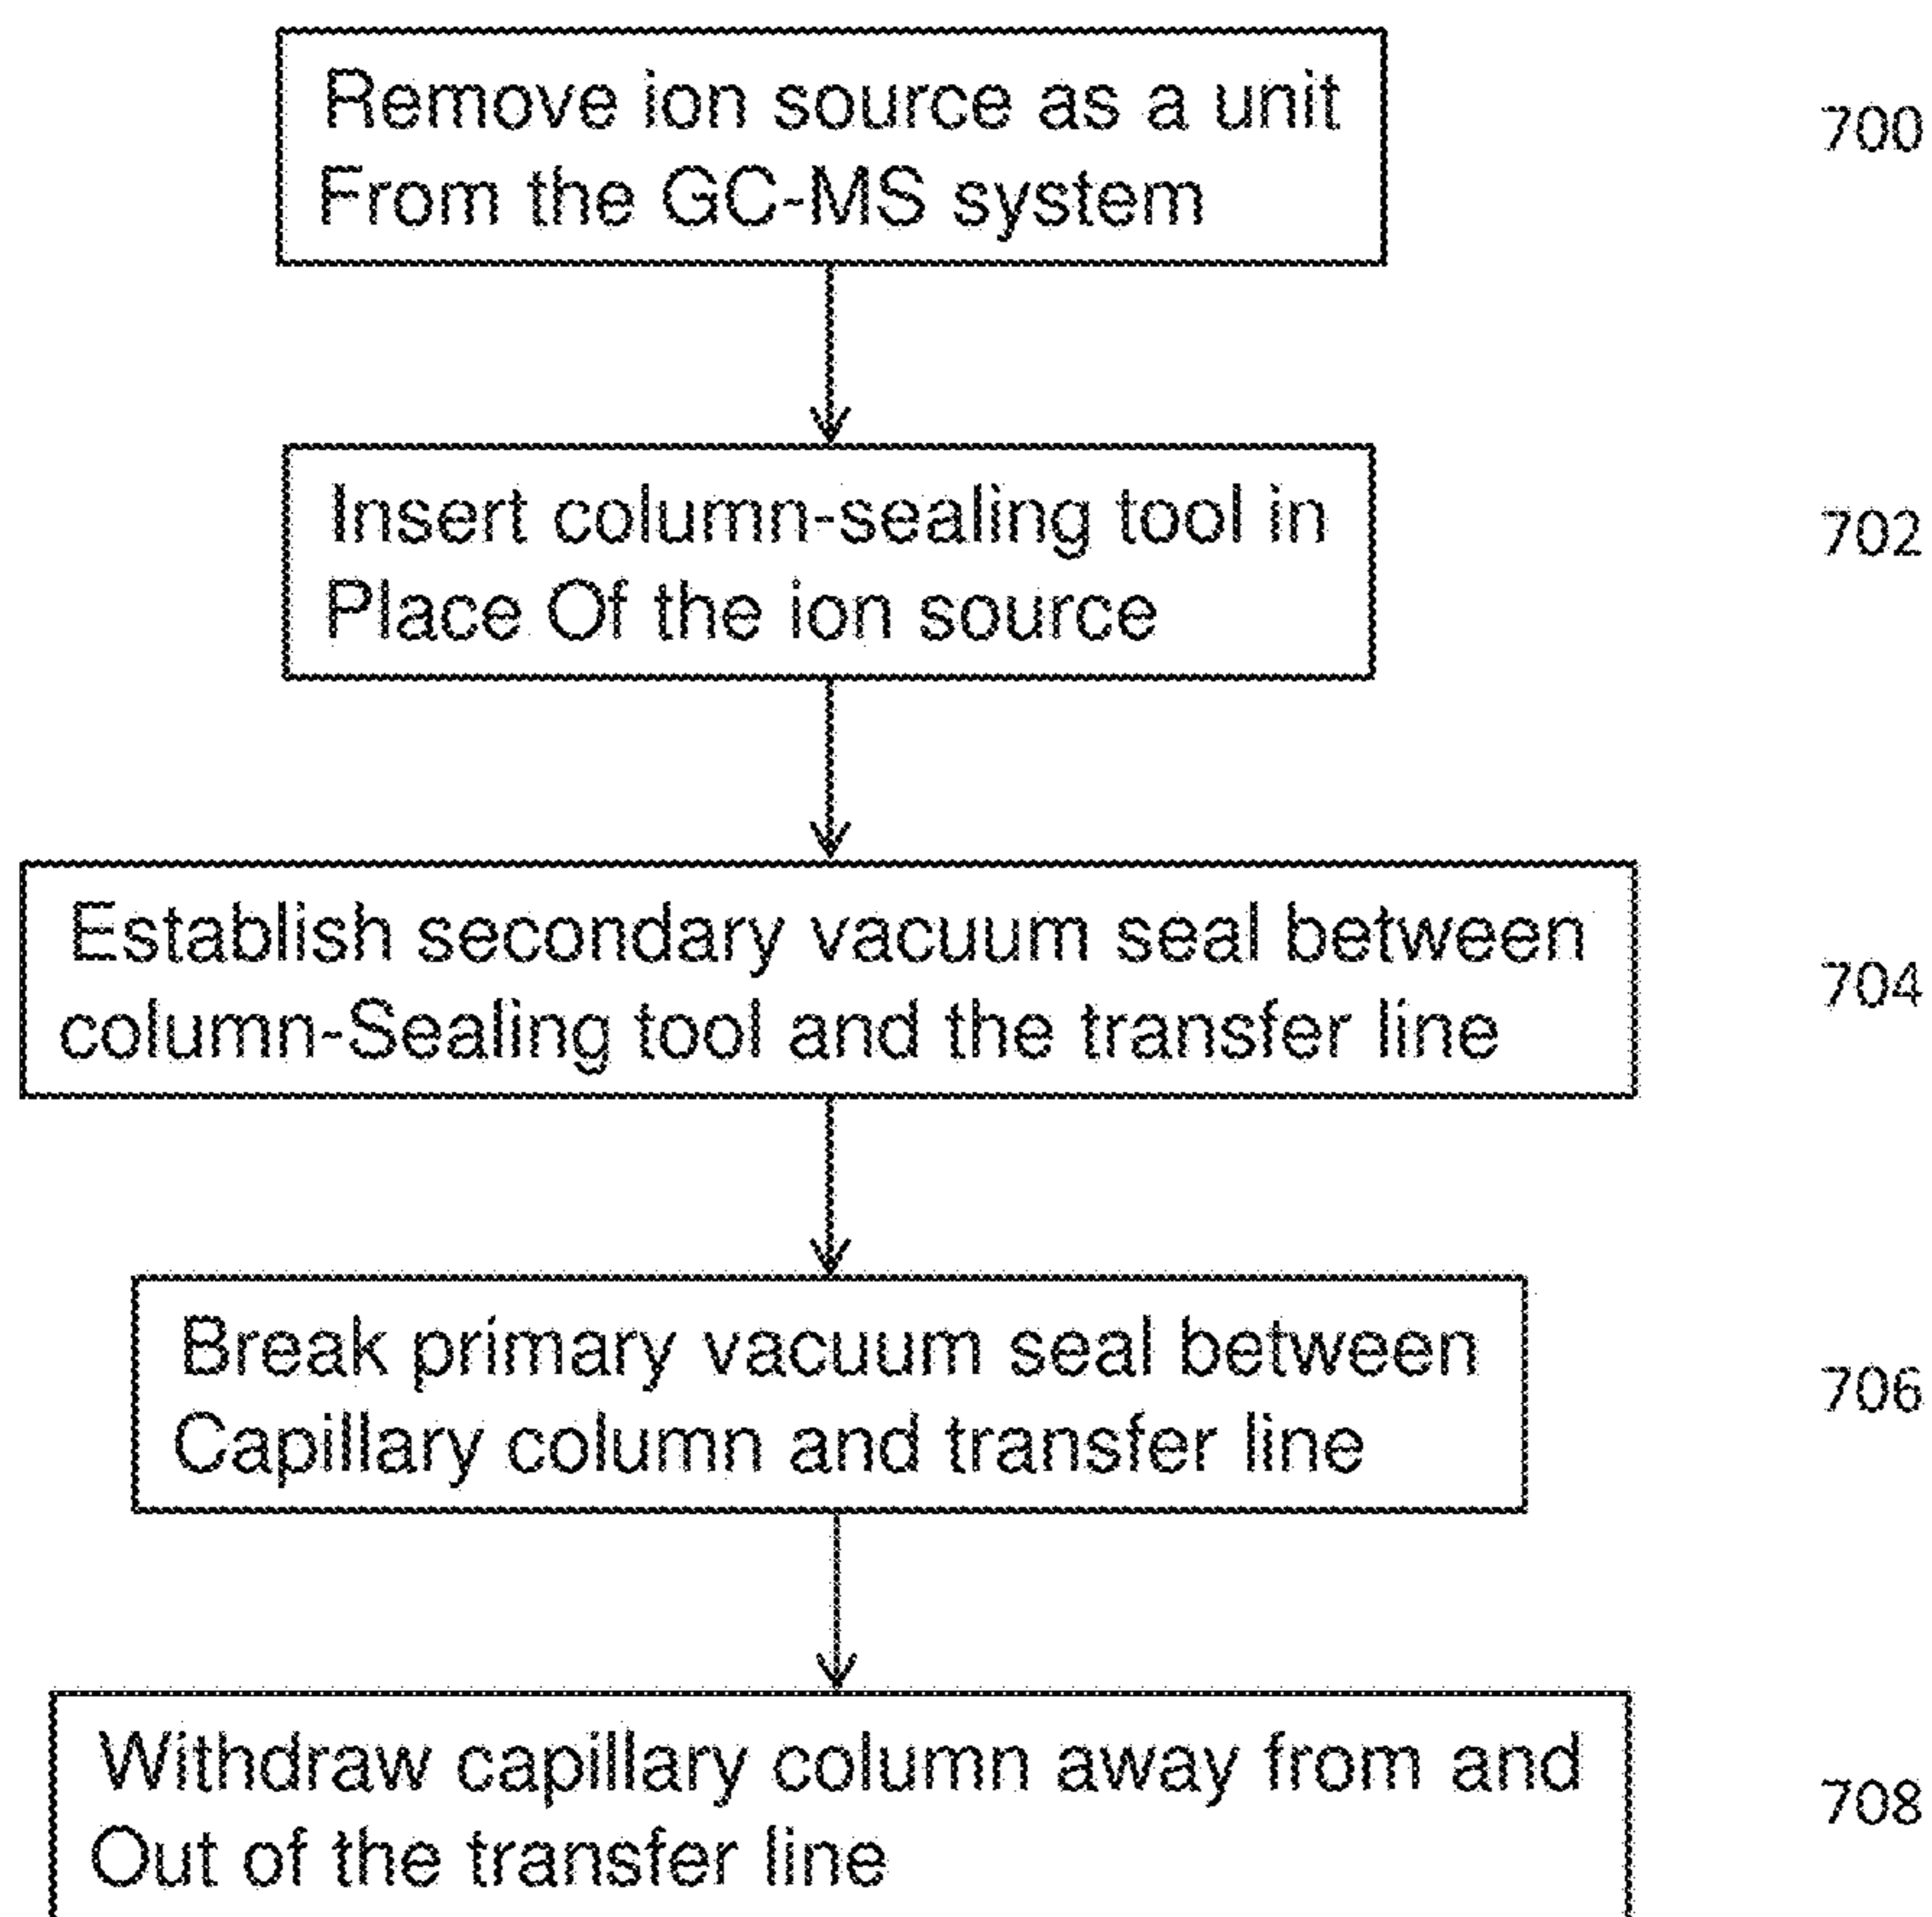 Remove ion source as a unit
From the GC-MS system
700
Insert column-sealing tool in
Place Of the ion source
702
Establish secondary vacuum seal between
column-Sealing tool and the transfer line
704
Break primary vacuum seal between
Capillary column and transfer line
706
Withdraw capillary column away from and
Out of the transfer line
708